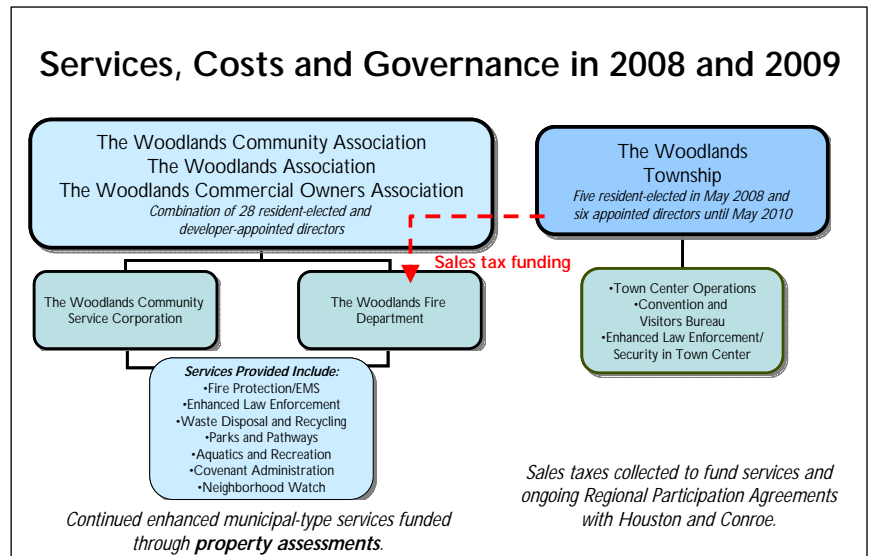 Services, Costs and Governance in 2008 and 2009
The Woodlands Community Association
The Woodlands Association
The Woodlands Commercial Owners Association
Combination of 28 resident-elected and
developer-appointed directors
The Woodlands
Township
Five resident-elected in May 2008 and
six appointed directors until May 2010
Sales tax funding
The Woodlands Community
Service Corporation
The Woodlands Fire
Department
•Town Center Operations
•Convention and
Visitors Bureau
•Enhanced Law Enforcement/
Security in Town Center
Services Provided Include:
•Fire Protection/EMS
•Enhanced Law Enforcement
•Waste Disposal and Recycling
•Parks and Pathways
•Aquatics and Recreation
•Covenant Administration
•Neighborhood Watch
Continued enhanced municipal-type services funded
through property assessments.
Sales taxes collected to fund services and
ongoing Regional Participation Agreements
with Houston and Conroe.